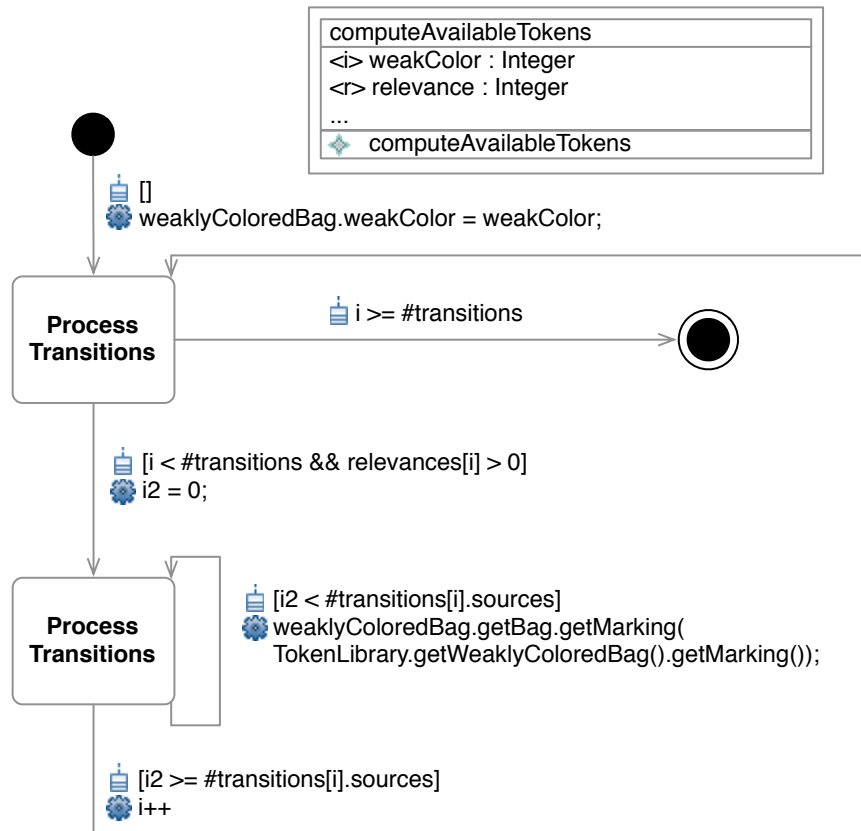 computeAvailableTokens
<i> weakColor : Integer
<r> relevance : Integer
...
computeAvailableTokens
[]
weaklyColoredBag.weakColor = weakColor;
Process
Transitions
i >= #transitions
[i < #transitions && relevances[i] > 0]
i2 = 0;
Process
Transitions
[i2 < #transitions[i].sources]
weaklyColoredBag.getBag.getMarking(
TokenLibrary.getWeaklyColoredBag().getMarking());
[i2 >= #transitions[i].sources]
i++